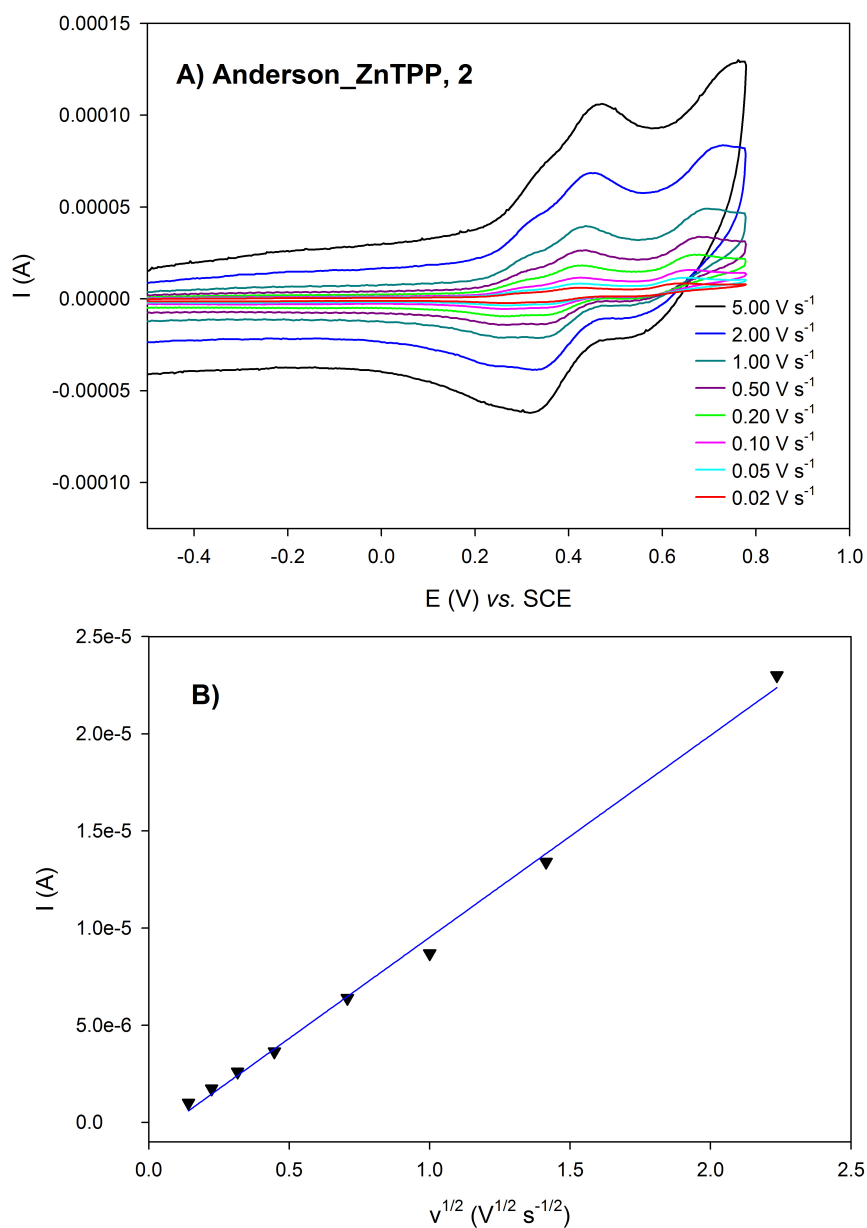 A) Anderson_ZnTPP, 2
I (A)
0.00015
0.00010
0.00005
0.00000
-0.00005
-0.00010
5.00 V s⁻¹
2.00 V s⁻¹
1.00 V s⁻¹
0.50 V s⁻¹
0.20 V s⁻¹
0.10 V s⁻¹
0.05 V s⁻¹
0.02 V s⁻¹
-0.4 -0.2 0.0 0.2 0.4 0.6 0.8 1.0
E (V) vs. SCE
B)
I (A)
2.5e-5
2.0e-5
1.5e-5
1.0e-5
5.0e-6
0.0
0.0 0.5 1.0 1.5 2.0 2.5
v¹/² (V¹/² s⁻¹/²)